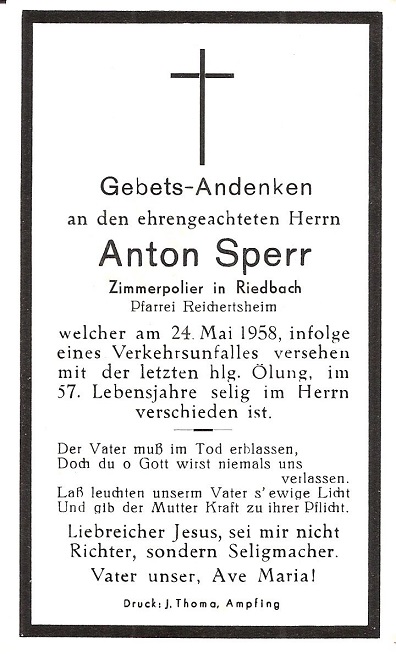 Gebets-Andenken
an den ehrengeachteten Herrn
Anton Sperr
Zimmerpolier in Riedbach
Pfarrei Reichertsheim
welcher am 24. Mai 1958, infolge
eines Verkehrsunfalles versehen
mit der letzten hlg. Ölung, im
57. Lebensjahre selig im Herrn
verschieden ist.
Der Vater muß im Tod erblassen,
Doch du o Gott wirst niemals uns
verlassen.
Laß leuchten unserm Vater s'ewige Licht
Und gib der Mutter Kraft zu ihrer Pflicht.
Liebreicher Jesus, sei mir nicht
Richter, sondern Seligmacher.
Vater unser, Ave Maria!
Druck: J. Thoma, Ampfing